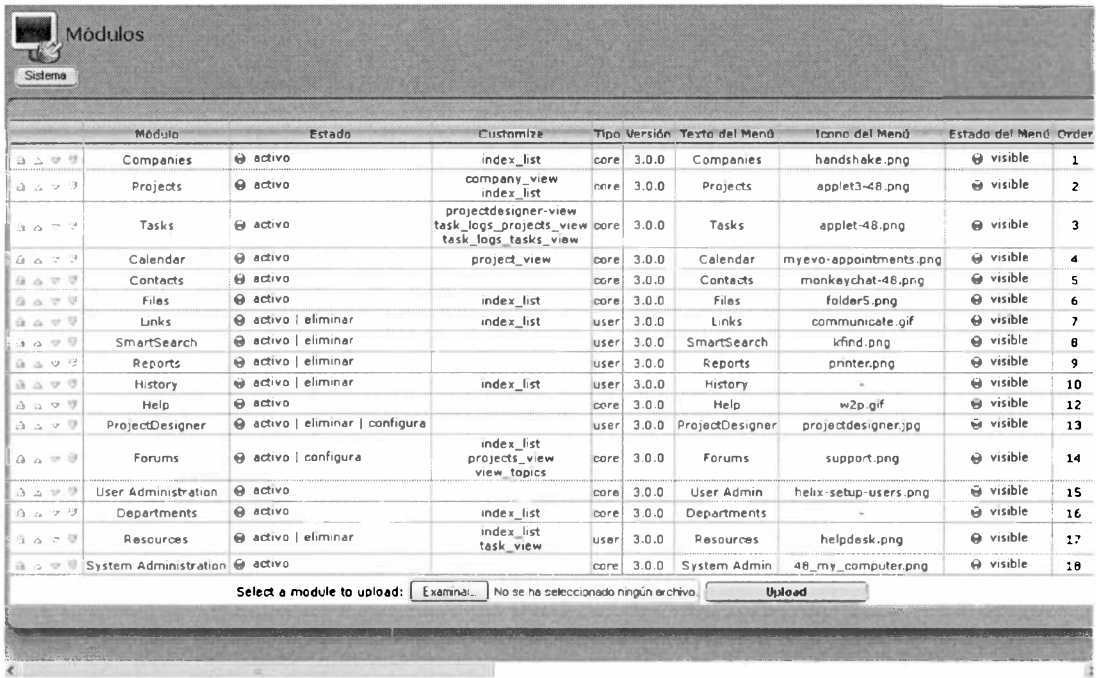 Módulos
Sistema
Módulo Estado Customize Tipo Versión Texto del Menú Icono del Menú Estado del Menú Order
Companies activo index_list core 3.0.0 Companies handshake.png visible 1
Projects activo company_view index_list core 3.0.0 Projects applet3-48.png visible 2
Tasks activo projectdesigner-view task_logs_projects_view task_logs_tasks_view core 3.0.0 Tasks applet-48.png visible 3
Calendar activo project_view core 3.0.0 Calendar myevo-appointments.png visible 4
Contacts activo core 3.0.0 Contacts monkeychat-48.png visible 5
Files activo index_list core 3.0.0 Files folder5.png visible 6
Links activo | eliminar index_list user 3.0.0 Links communicate.gif visible 7
SmartSearch activo | eliminar user 3.0.0 SmartSearch kfind.png visible 8
Reports activo | eliminar user 3.0.0 Reports printer.png visible 9
History activo | eliminar index_list user 3.0.0 History - visible 10
Help activo core 3.0.0 Help w2p.gif visible 12
ProjectDesigner activo | eliminar | configura user 3.0.0 ProjectDesigner projectdesigner.jpg visible 13
Forums activo | configura index_list projects_view view_topics core 3.0.0 Forums support.png visible 14
User Administration activo core 3.0.0 User Admin helix-setup-users.png visible 15
Departments activo index_list core 3.0.0 Departments - visible 16
Resources activo | eliminar index_list task_view user 3.0.0 Resources helpdesk.png visible 17
System Administration activo core 3.0.0 System Admin 48_my_computer.png visible 18
Select a module to upload: Examinar... No se ha seleccionado ningún archivo. Upload